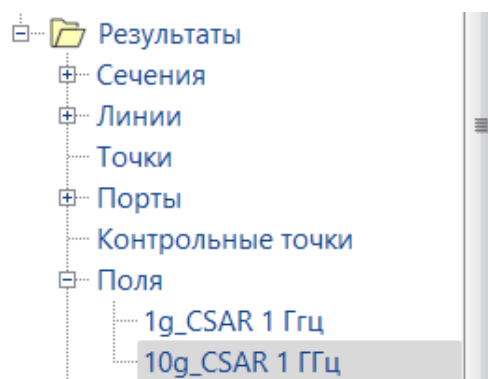 Результаты
Сечения
Линии
Точки
Порты
Контрольные точки
Поля
1g_CSAR 1 Ггц
10g_CSAR 1 ГГц